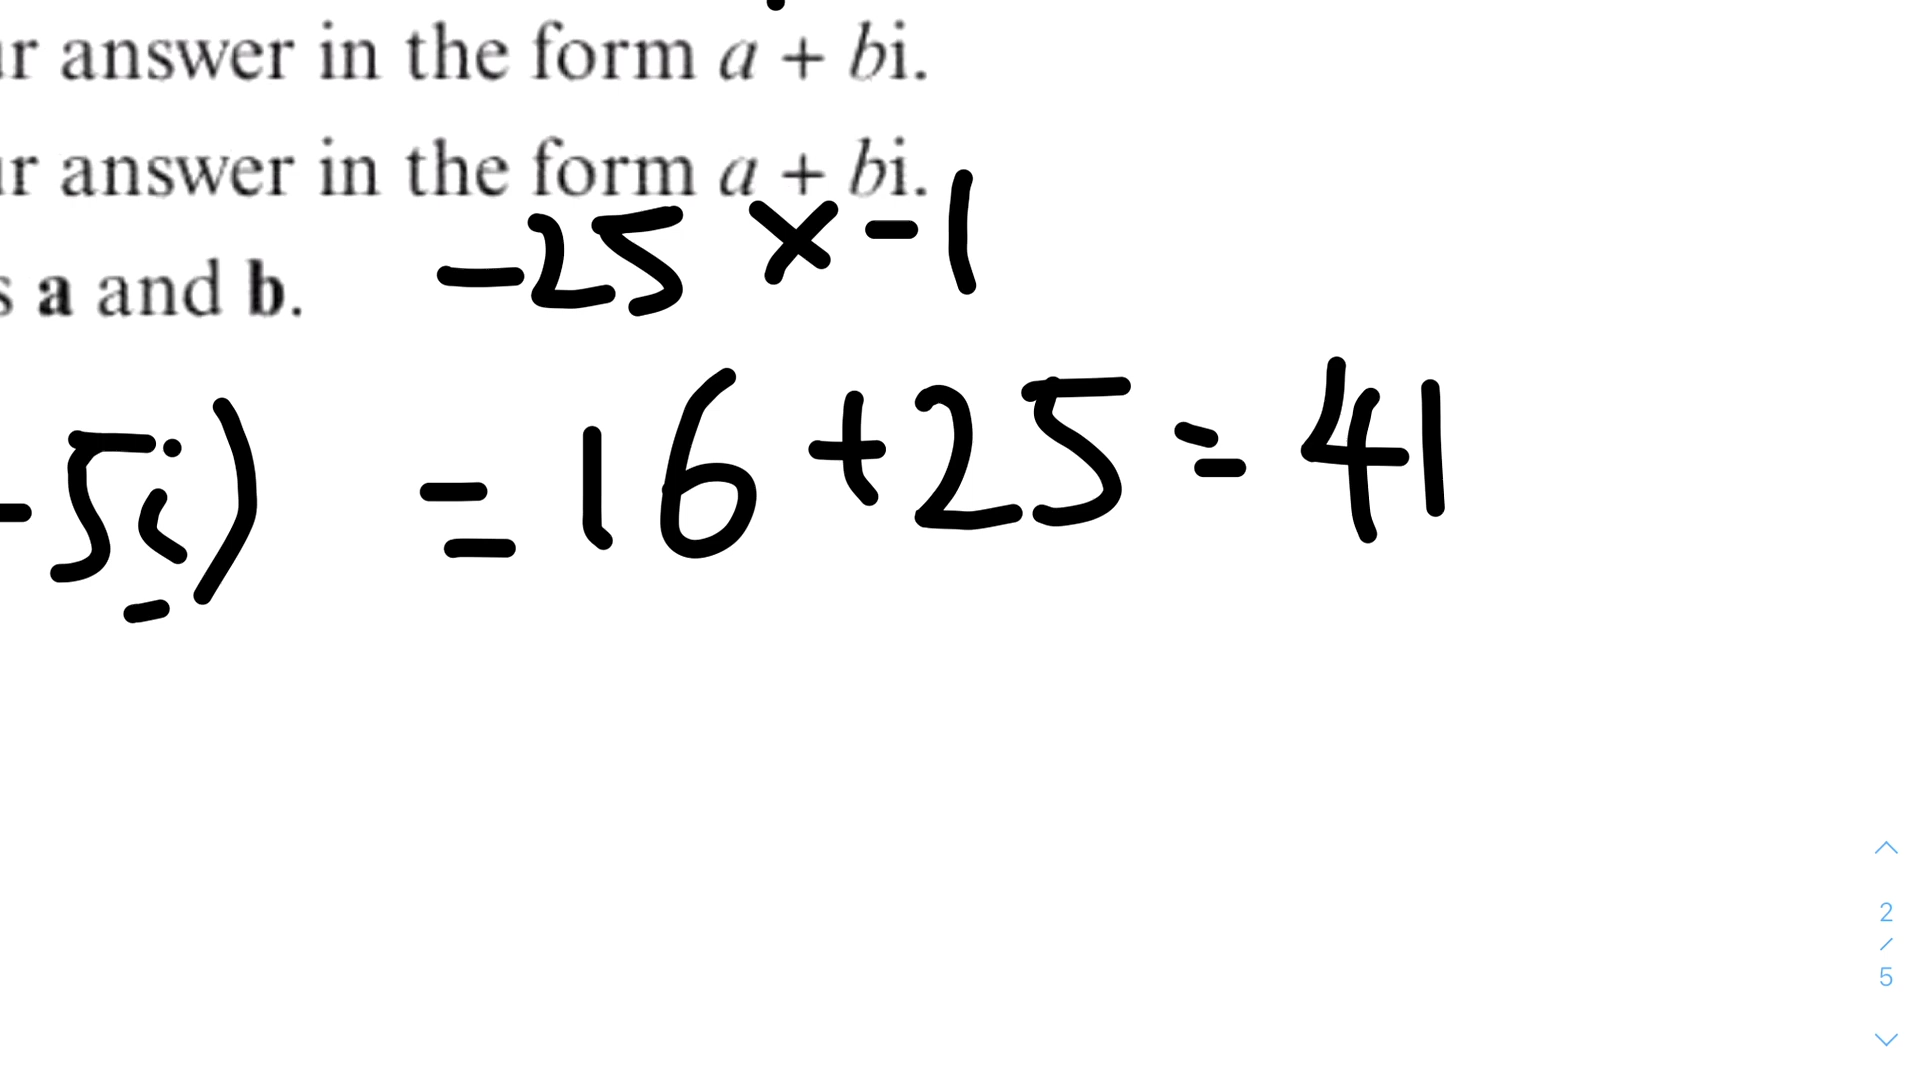 r answer in the form a + bi.
r answer in the form a + bi.
s a and b.
-25 × -1
-5i) = 16 + 25 = 41
2
/
5